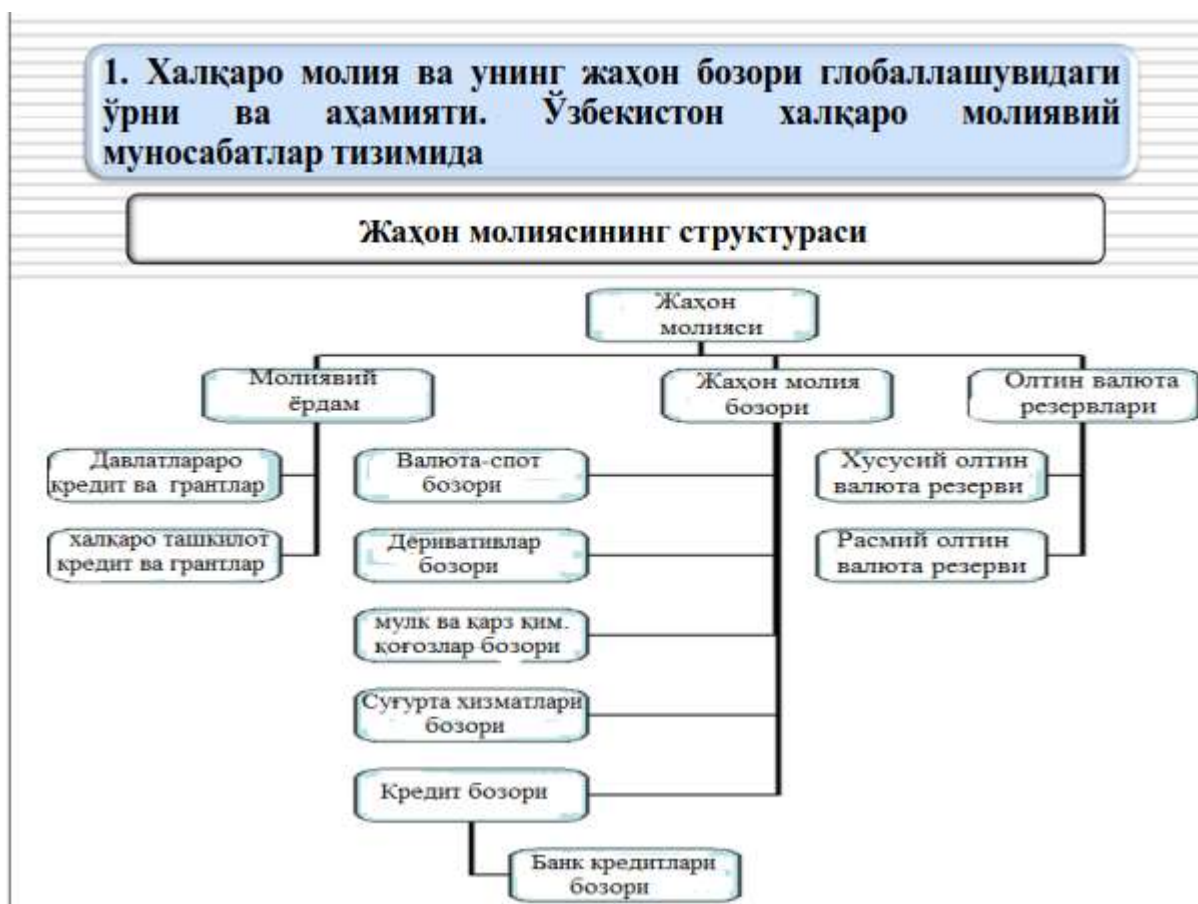 1. Халқаро молия ва унинг жаҳон бозори глобаллашувидаги
ўрни ва аҳамияти. Ўзбекистон халқаро молиявий
муносабатлар тизимида
Жаҳон молиясининг структураси
Жаҳон
молияси
Молиявий
ёрдам
Жаҳон молия
бозори
Олтин валюта
резервлари
Давлатлараро
кредит ва грантлар
Валюта-спот
бозори
Хусусий олтин
валюта резерви
халқаро ташкилот
кредит ва грантлар
Деривативлар
бозори
Расмий олтин
валюта резерви
мулк ва қарз қим.
қоғозлар бозори
Суғурта хизматлари
бозори
Кредит бозори
Банк кредитлари
бозори